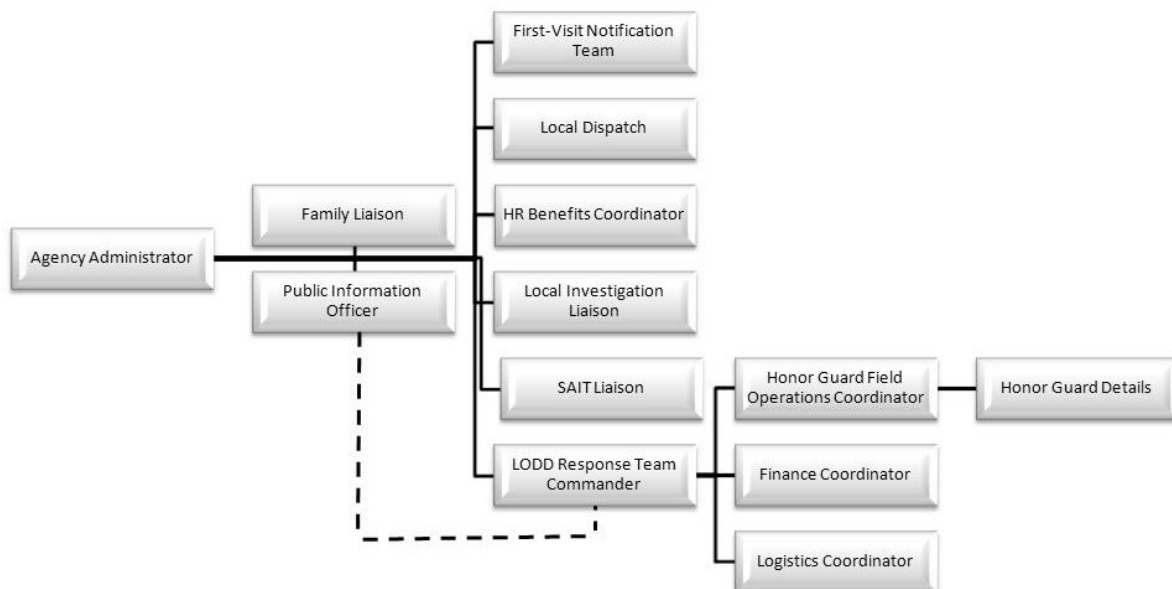 First-Visit Notification
Team
Local Dispatch
Family Liaison
HR Benefits Coordinator
Agency Administrator
Public Information
Officer
Local Investigation
Liaison
SAIT Liaison
Honor Guard Field
Operations Coordinator
Honor Guard Details
LODD Response Team
Commander
Finance Coordinator
Logistics Coordinator